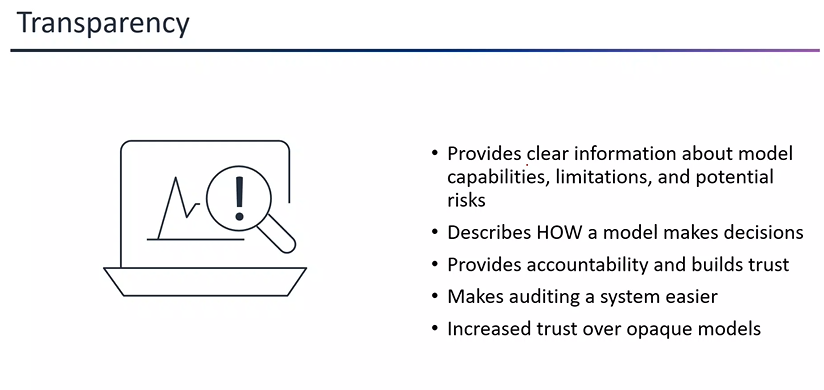 Transparency
!
• Provides clear information about model
capabilities, limitations, and potential
risks
• Describes HOW a model makes decisions
• Provides accountability and builds trust
• Makes auditing a system easier
• Increased trust over opaque models